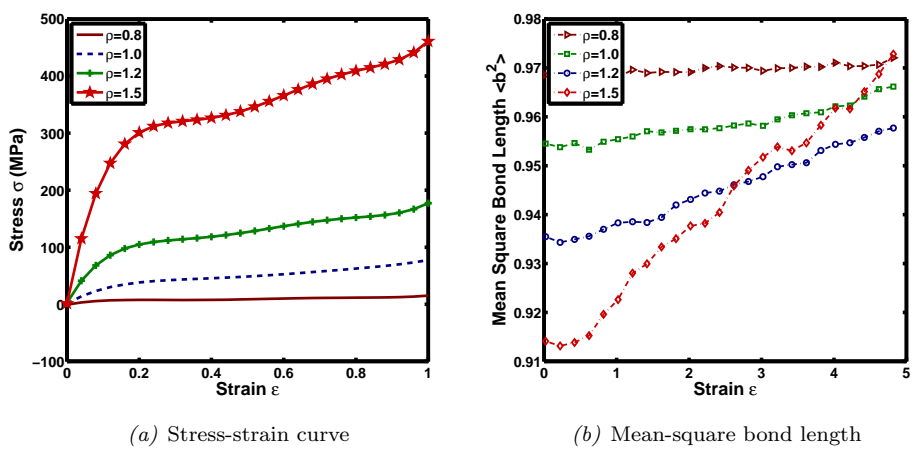 500
400
300
200
100
0
−100
0
0.2
0.4
0.6
0.8
1
Stress σ (MPa)
Strain ε
ρ=0.8
ρ=1.0
ρ=1.2
ρ=1.5
(a) Stress-strain curve
0.98
0.97
0.96
0.95
0.94
0.93
0.92
0.91
0
1
2
3
4
5
Mean Square Bond Length <b²>
Strain ε
ρ=0.8
ρ=1.0
ρ=1.2
ρ=1.5
(b) Mean-square bond length